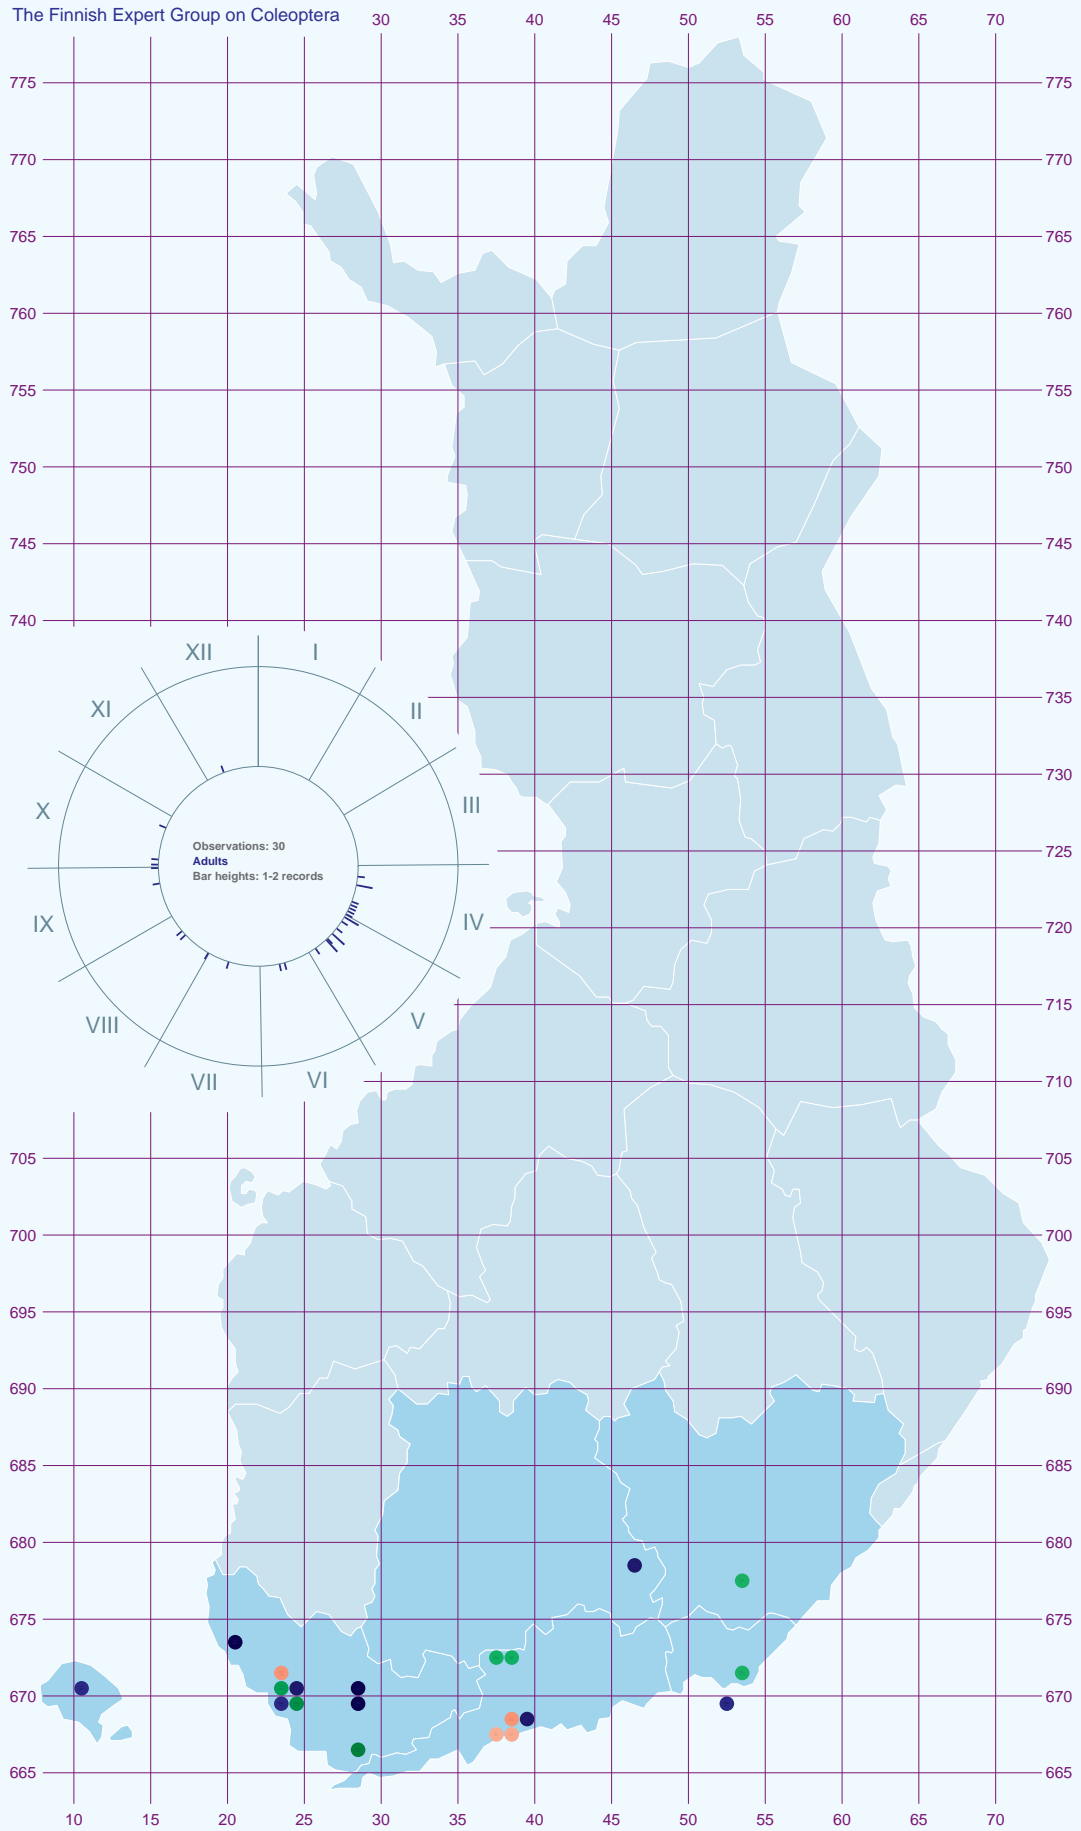 The Finnish Expert Group on Coleoptera
30 35 40 45 50 55 60 65 70
775 775
770 770
765 765
760 760
755 755
750 750
745 745
740 740
XII I
XI II
735
730
X III
725
Observations: 30
Adults
Bar heights: 1-2 records
IX IV
720
715
VIII V
VII VI
710
705 705
700 700
695 695
690 690
685 685
680 680
675 675
670 670
665 665
10 15 20 25 30 35 40 45 50 55 60 65 70